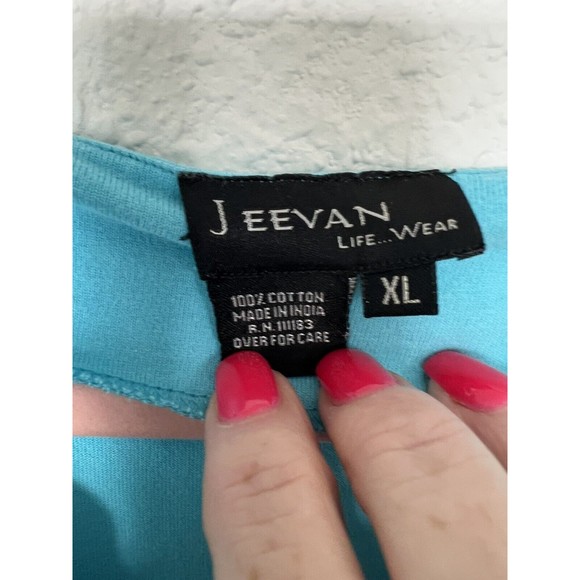 JEEVAN
LIFE...WEAR
XL
100% COTTON
MADE IN INDIA
R.N. 111183
OVER FOR CARE